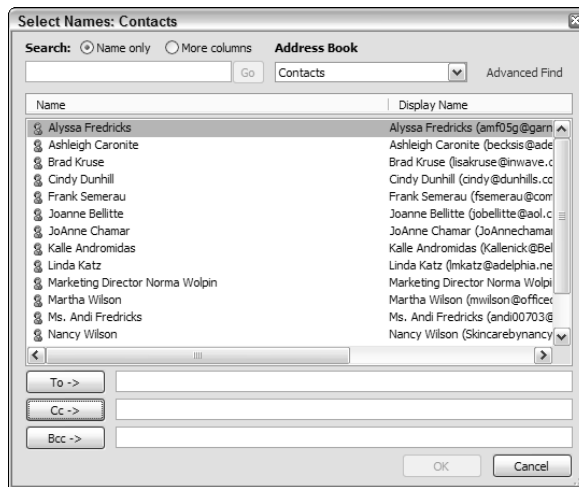 Select Names: Contacts
Search: Name only More columns Address Book
Go Contacts Advanced Find
Name Display Name
Alyssa Fredricks Alyssa Fredricks (amf05g@garn
Ashleigh Caronite Ashleigh Caronite (becksis@ade
Brad Kruse Brad Kruse (lisakruse@inwave.c
Cindy Dunhill Cindy Dunhill (cindy@dunhills.cc
Frank Semerau Frank Semerau (fsemerau@com
Joanne Bellitte Joanne Bellitte (jobellitte@aol.c
JoAnne Chamar JoAnne Chamar (JoAnnechamar
Kalle Andromidas Kalle Andromidas (Kallenick@Bel
Linda Katz Linda Katz (lmkatz@adelphia.ne
Marketing Director Norma Wolpin Marketing Director Norma Wolpi
Martha Wilson Martha Wilson (mwilson@officec
Ms. Andi Fredricks Ms. Andi Fredricks (andi00703@
Nancy Wilson Nancy Wilson (Skincarebynancy
To ->
Cc ->
Bcc ->
OK Cancel